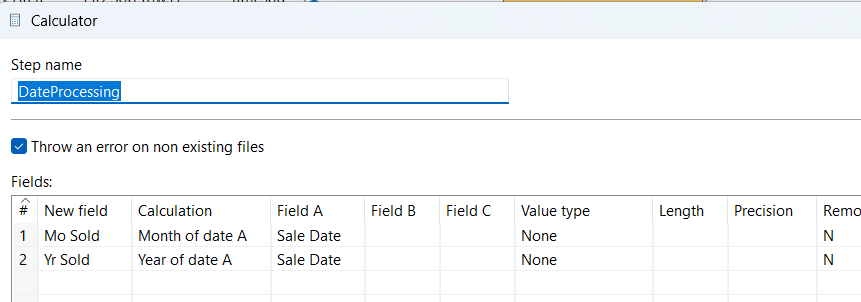 Calculator
Step name
DateProcessing
Throw an error on non existing files
Fields:
# New field Calculation Field A Field B Field C Value type Length Precision Remo
1 Mo Sold Month of date A Sale Date None N
2 Yr Sold Year of date A Sale Date None N